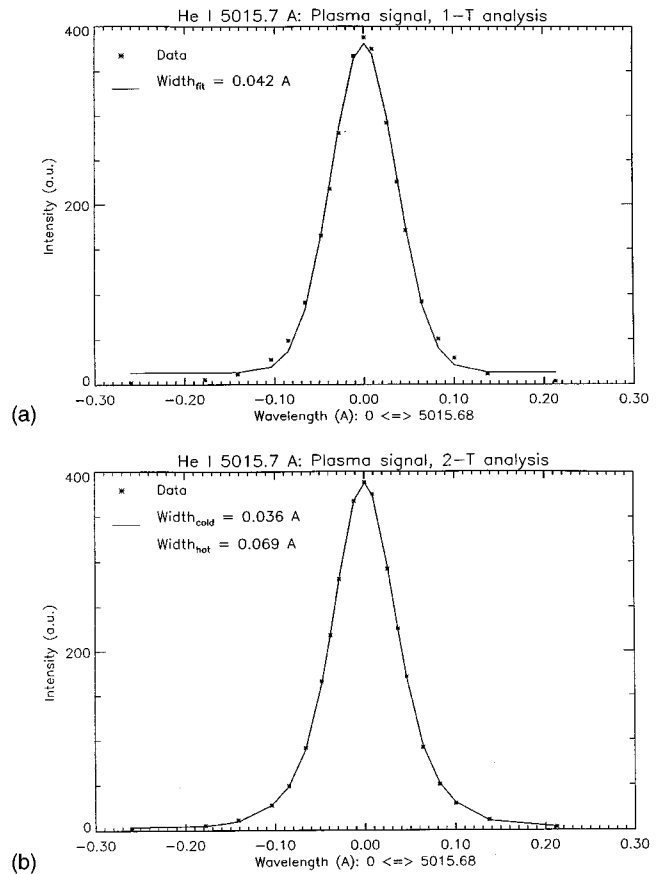 He I 5015.7 A: Plasma signal, 1-T analysis
400
Data
Width_fit = 0.042 A
Intensity (a.u.)
200
0
-0.30 -0.20 -0.10 0.00 0.10 0.20 0.30
(a)
Wavelength (A): 0 <=> 5015.68
He I 5015.7 A: Plasma signal, 2-T analysis
400
Data
Width_cold = 0.036 A
Width_hot = 0.069 A
Intensity (a.u.)
200
0
-0.30 -0.20 -0.10 0.00 0.10 0.20 0.30
(b)
Wavelength (A): 0 <=> 5015.68